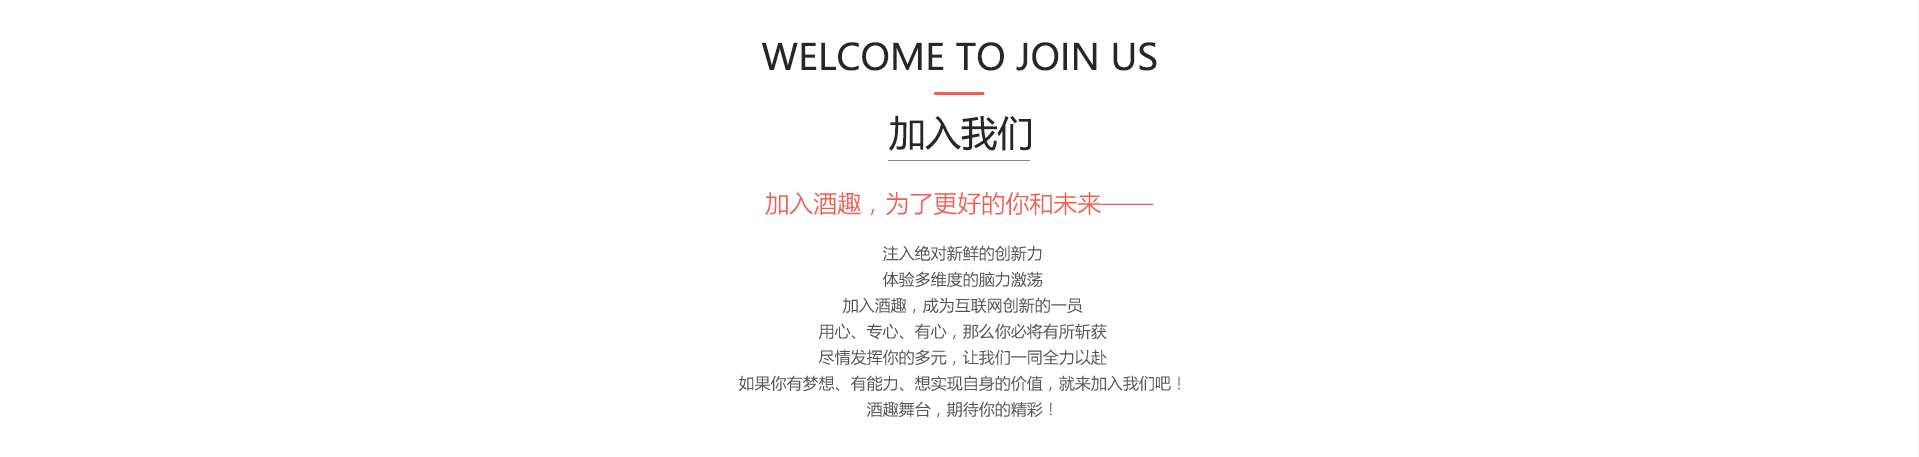 WELCOME TO JOIN US
加入我们
加入酒趣，为了更好的你和未来——
注入绝对新鲜的创新力
体验多维度的脑力激荡
加入酒趣，成为互联网创新的一员
用心、专心、有心，那么你必将有所斩获
尽情发挥你的多元，让我们一同全力以赴
如果你有梦想、有能力、想实现自身的价值，就来加入我们吧！
酒趣舞台，期待你的精彩！